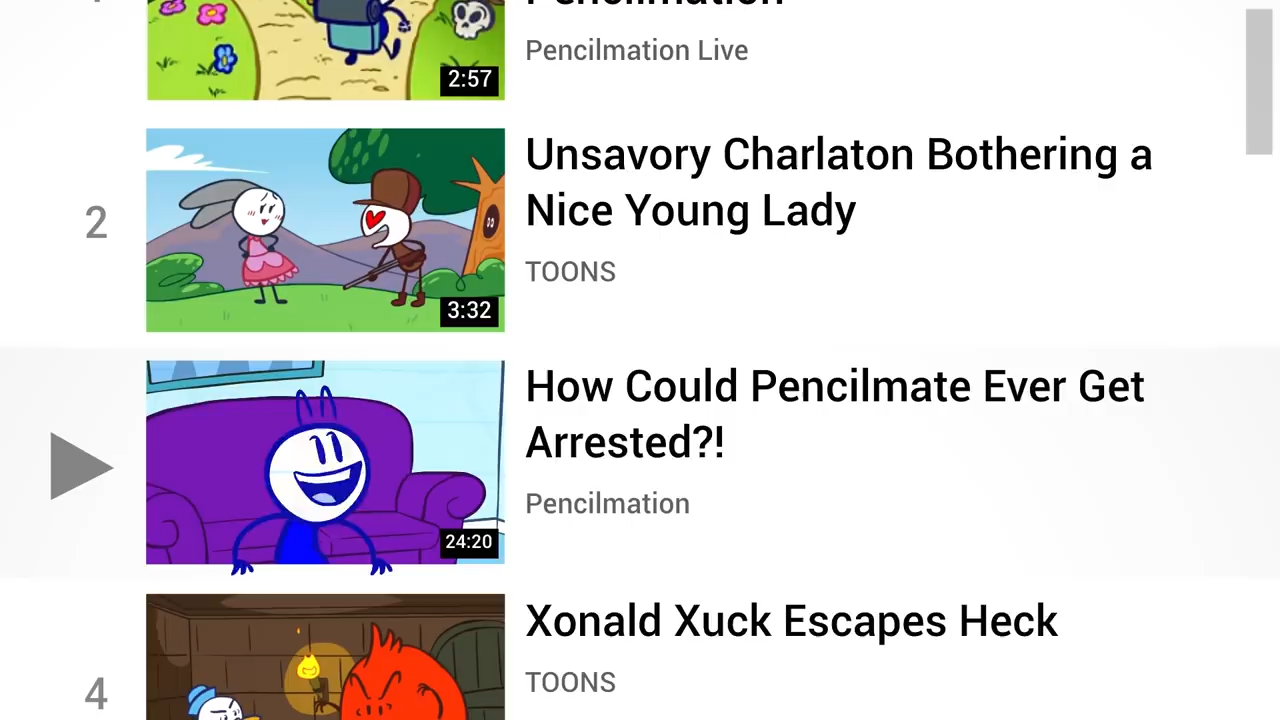 Pencilmation
Pencilmation Live
2:57
2
Unsavory Charlaton Bothering a
Nice Young Lady
TOONS
3:32
How Could Pencilmate Ever Get
Arrested?!
Pencilmation
24:20
4
Xonald Xuck Escapes Heck
TOONS